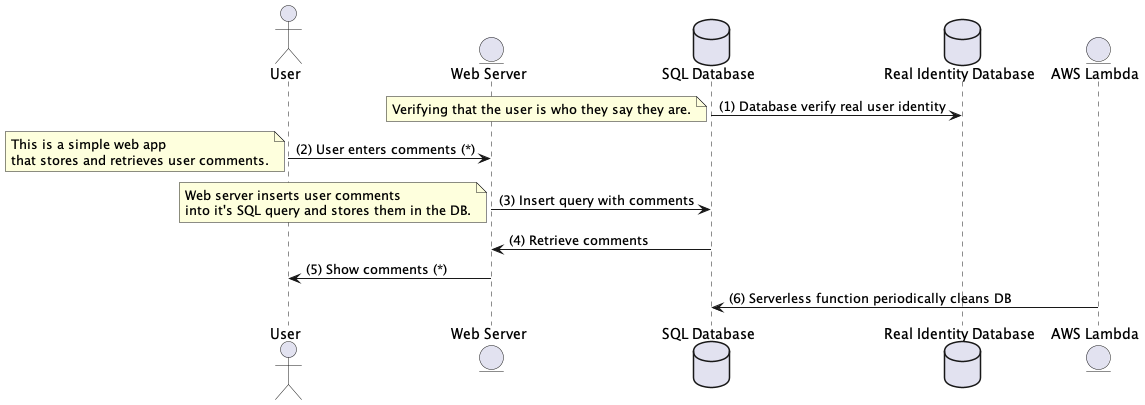 User
Web Server
SQL Database
Real Identity Database
AWS Lambda
Verifying that the user is who they say they are.
(1) Database verify real user identity
This is a simple web app
that stores and retrieves user comments.
(2) User enters comments (*)
Web server inserts user comments
into it's SQL query and stores them in the DB.
(3) Insert query with comments
(4) Retrieve comments
(5) Show comments (*)
(6) Serverless function periodically cleans DB
User
Web Server
SQL Database
Real Identity Database
AWS Lambda